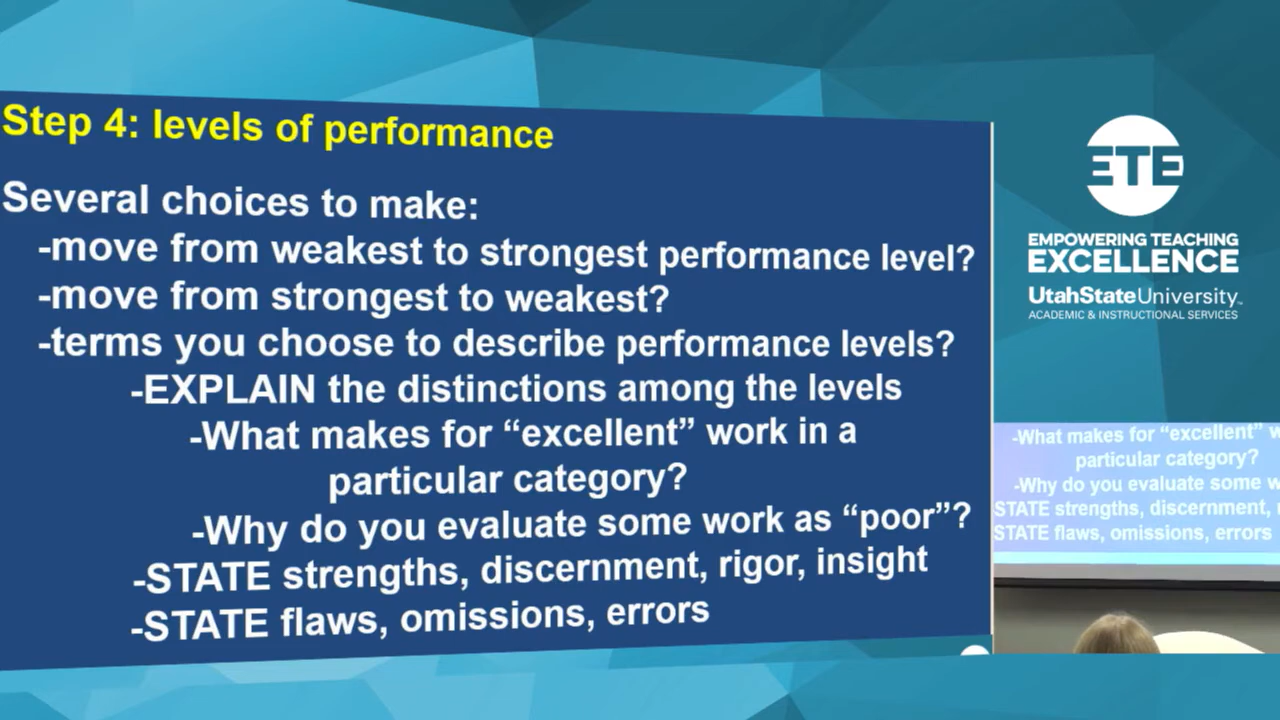 Step 4: levels of performance
Several choices to make:
-move from weakest to strongest performance level?
-move from strongest to weakest?
-terms you choose to describe performance levels?
-EXPLAIN the distinctions among the levels
-What makes for “excellent” work in a
particular category?
-Why do you evaluate some work as “poor”?
-STATE strengths, discernment, rigor, insight
-STATE flaws, omissions, errors
ETE
EMPOWERING TEACHING
EXCELLENCE
UtahStateUniversity™
ACADEMIC & INSTRUCTIONAL SERVICES
-What makes for “excellent” w
particular category?
-Why do you evaluate some w
STATE strengths, discernment,
STATE flaws, omissions, errors